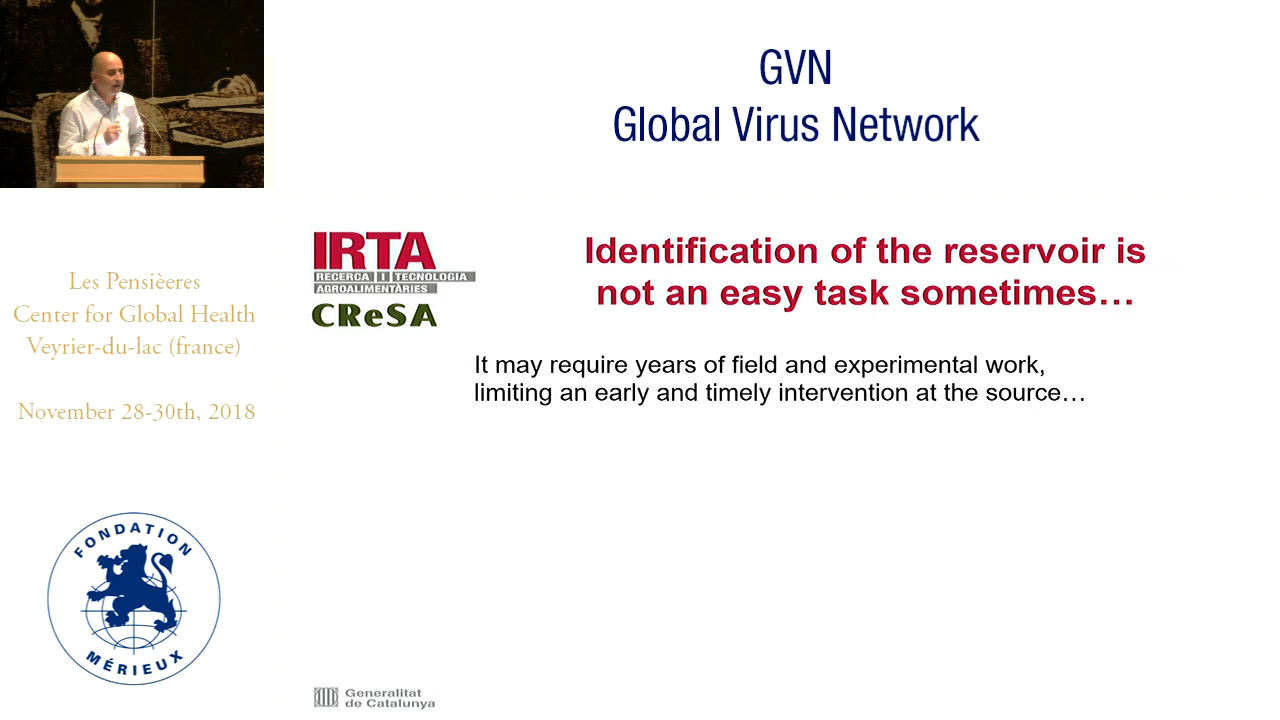 GVN
Global Virus Network
Les Pensièeres
Center for Global Health
Veyrier-du-lac (france)
November 28-30th, 2018
FONDATION
MÉRIEUX
IRTA
RECERCA I TECNOLOGIA
AGROALIMENTÀRIES
CReSA
Identification of the reservoir is
not an easy task sometimes…
It may require years of field and experimental work,
limiting an early and timely intervention at the source…
Generalitat
de Catalunya